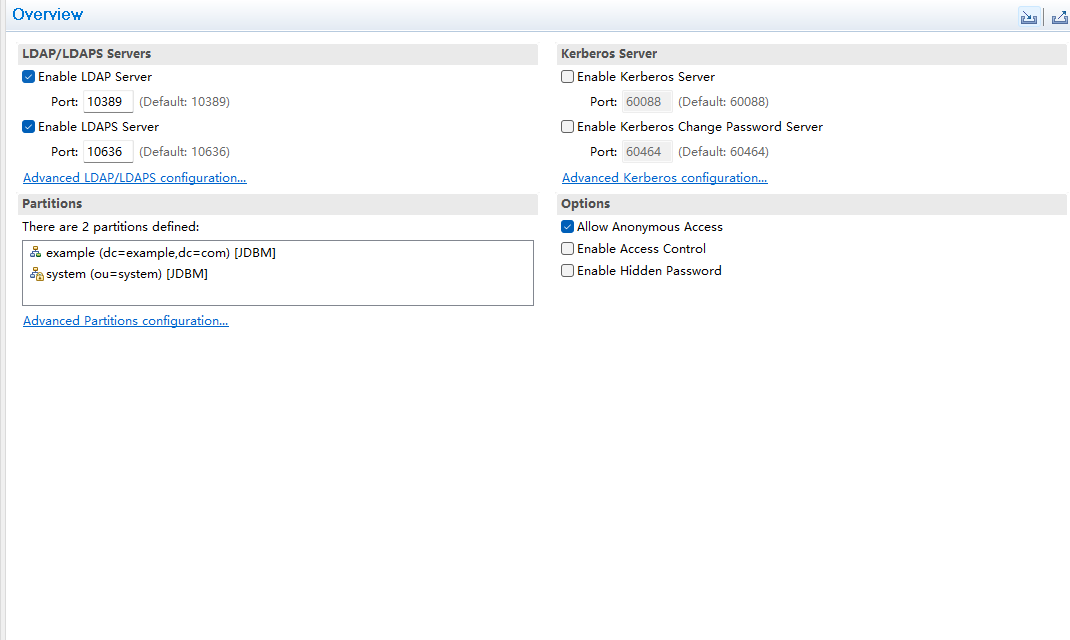 Overview
LDAP/LDAPS Servers
Enable LDAP Server
Port: 10389 (Default: 10389)
Enable LDAPS Server
Port: 10636 (Default: 10636)
Advanced LDAP/LDAPS configuration...
Partitions
There are 2 partitions defined:
example (dc=example,dc=com) [JDBM]
system (ou=system) [JDBM]
Advanced Partitions configuration...
Kerberos Server
Enable Kerberos Server
Port: 60088 (Default: 60088)
Enable Kerberos Change Password Server
Port: 60464 (Default: 60464)
Advanced Kerberos configuration...
Options
Allow Anonymous Access
Enable Access Control
Enable Hidden Password